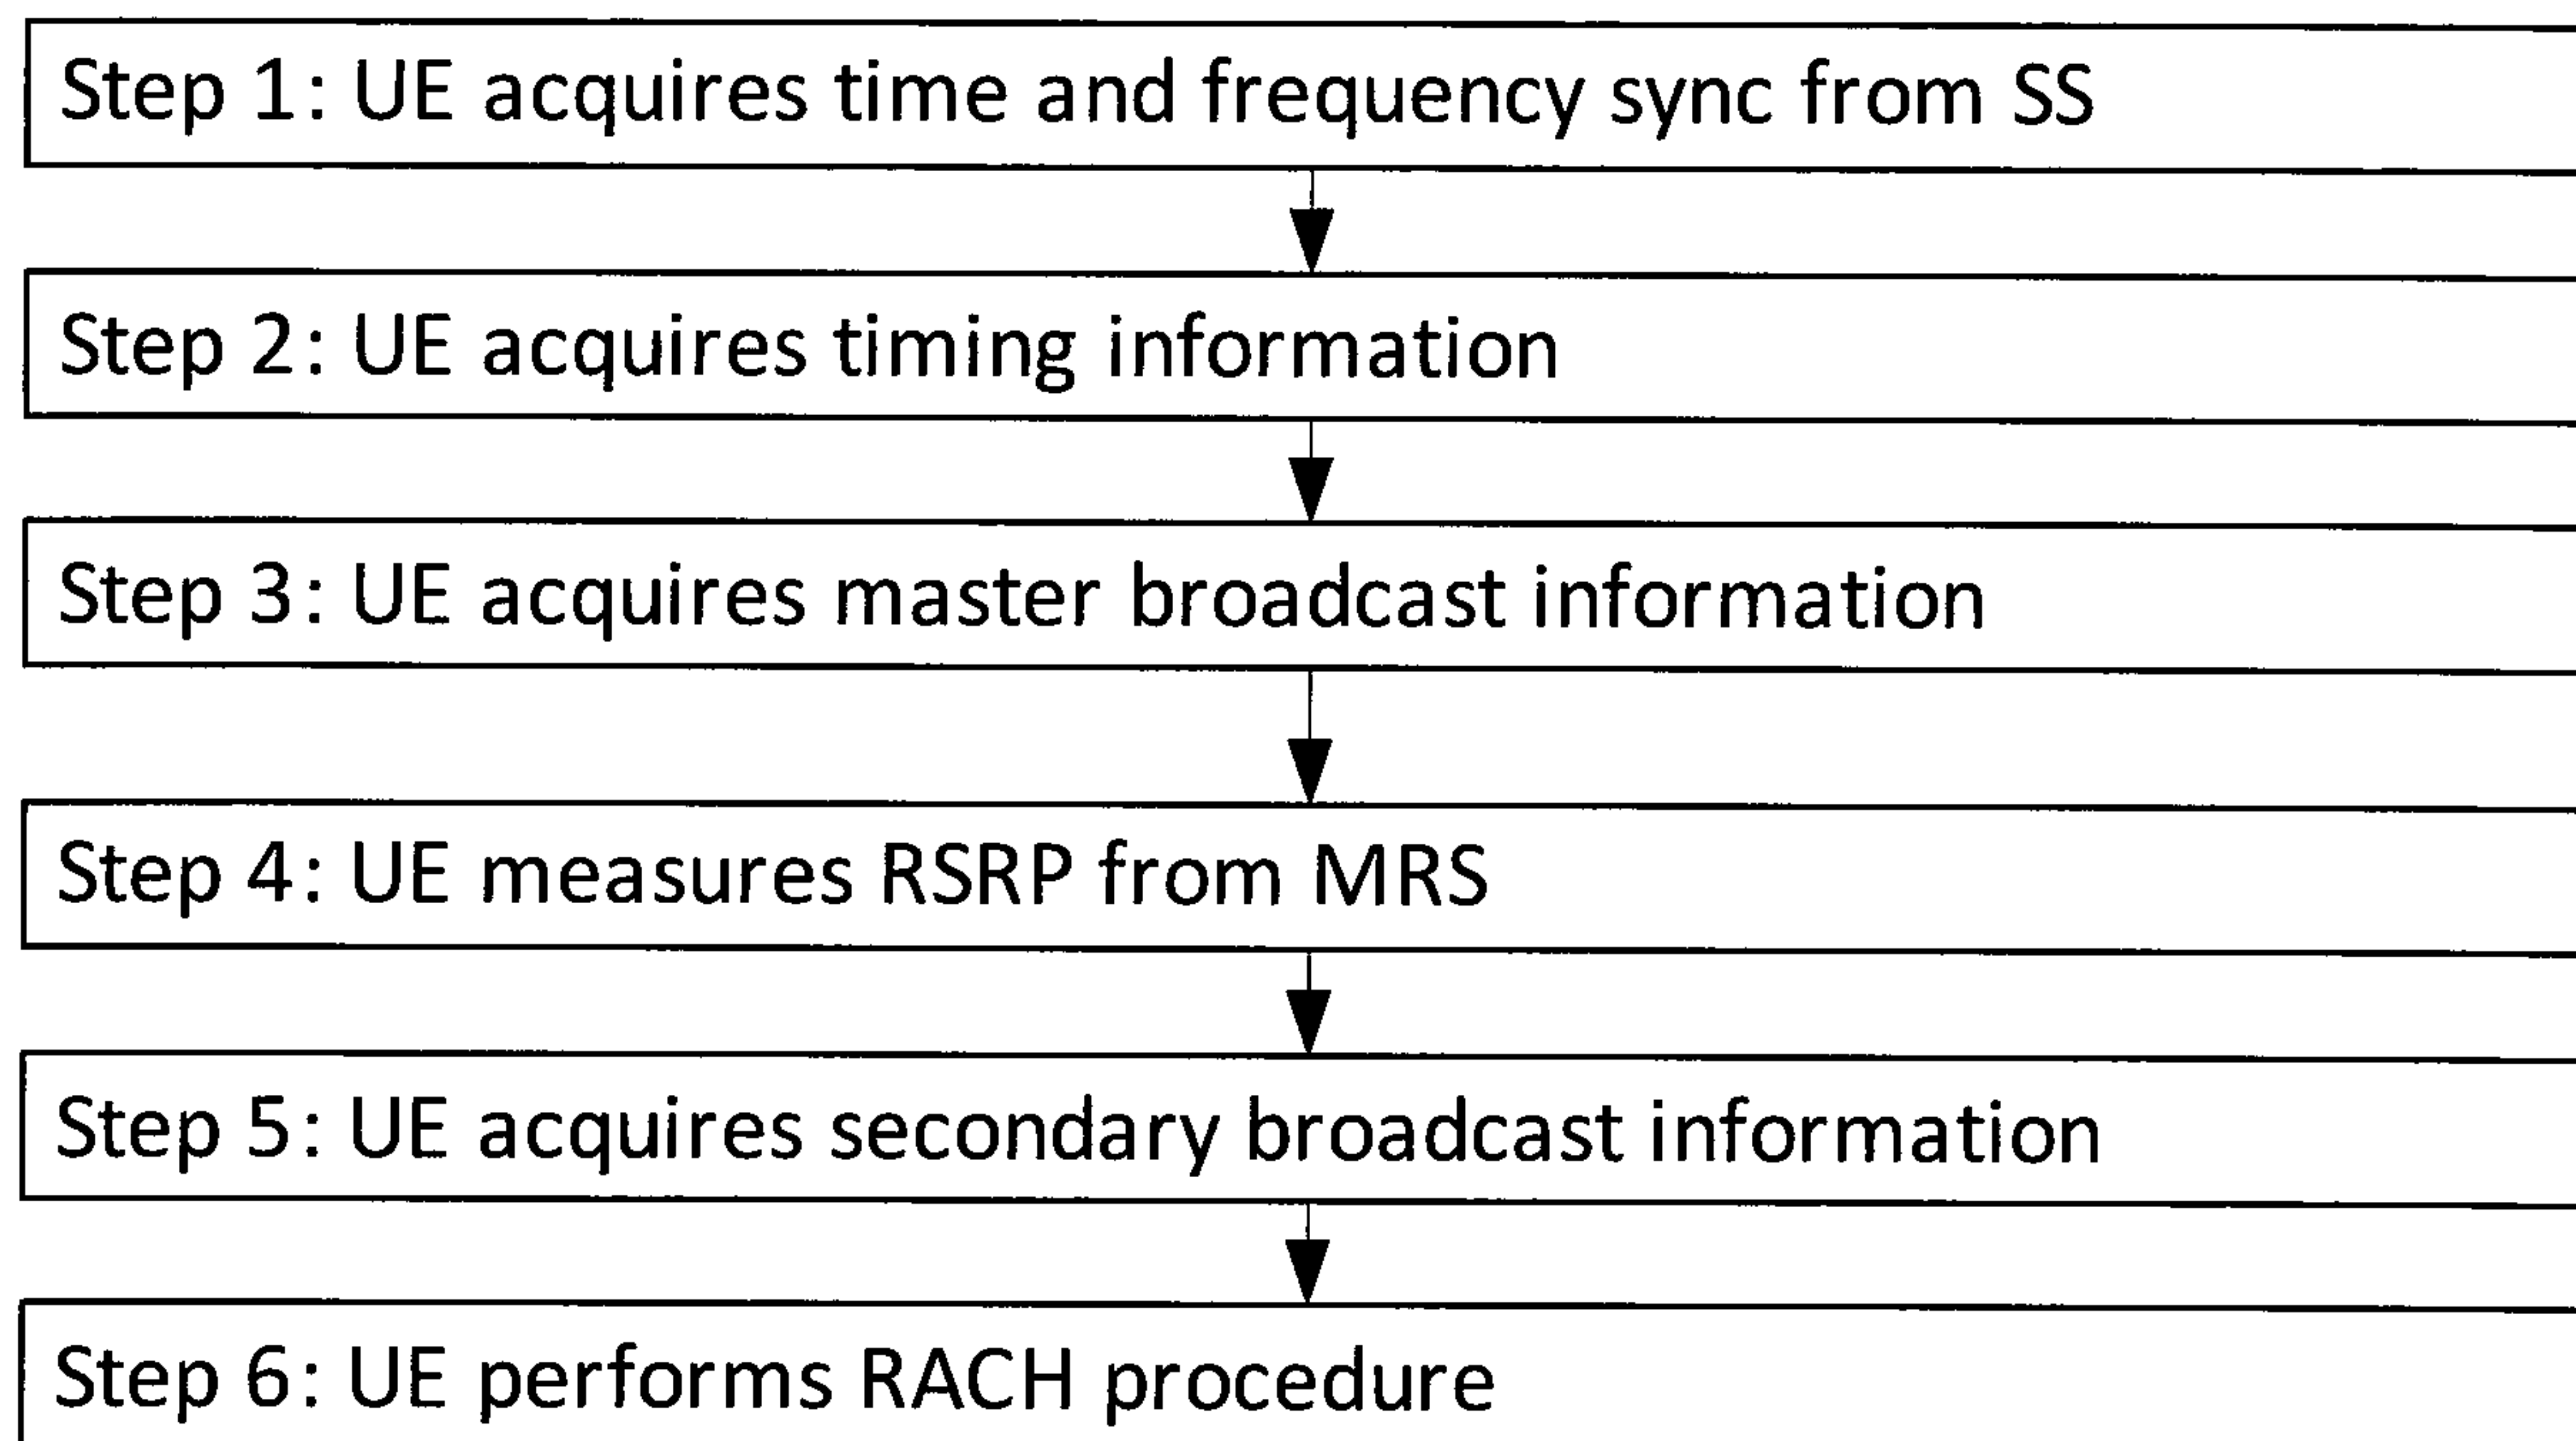 Step 1: UE acquires time and frequency sync from SS
Step 2: UE acquires timing information
Step 3: UE acquires master broadcast information
Step 4: UE measures RSRP from MRS
Step 5: UE acquires secondary broadcast information
Step 6: UE performs RACH procedure